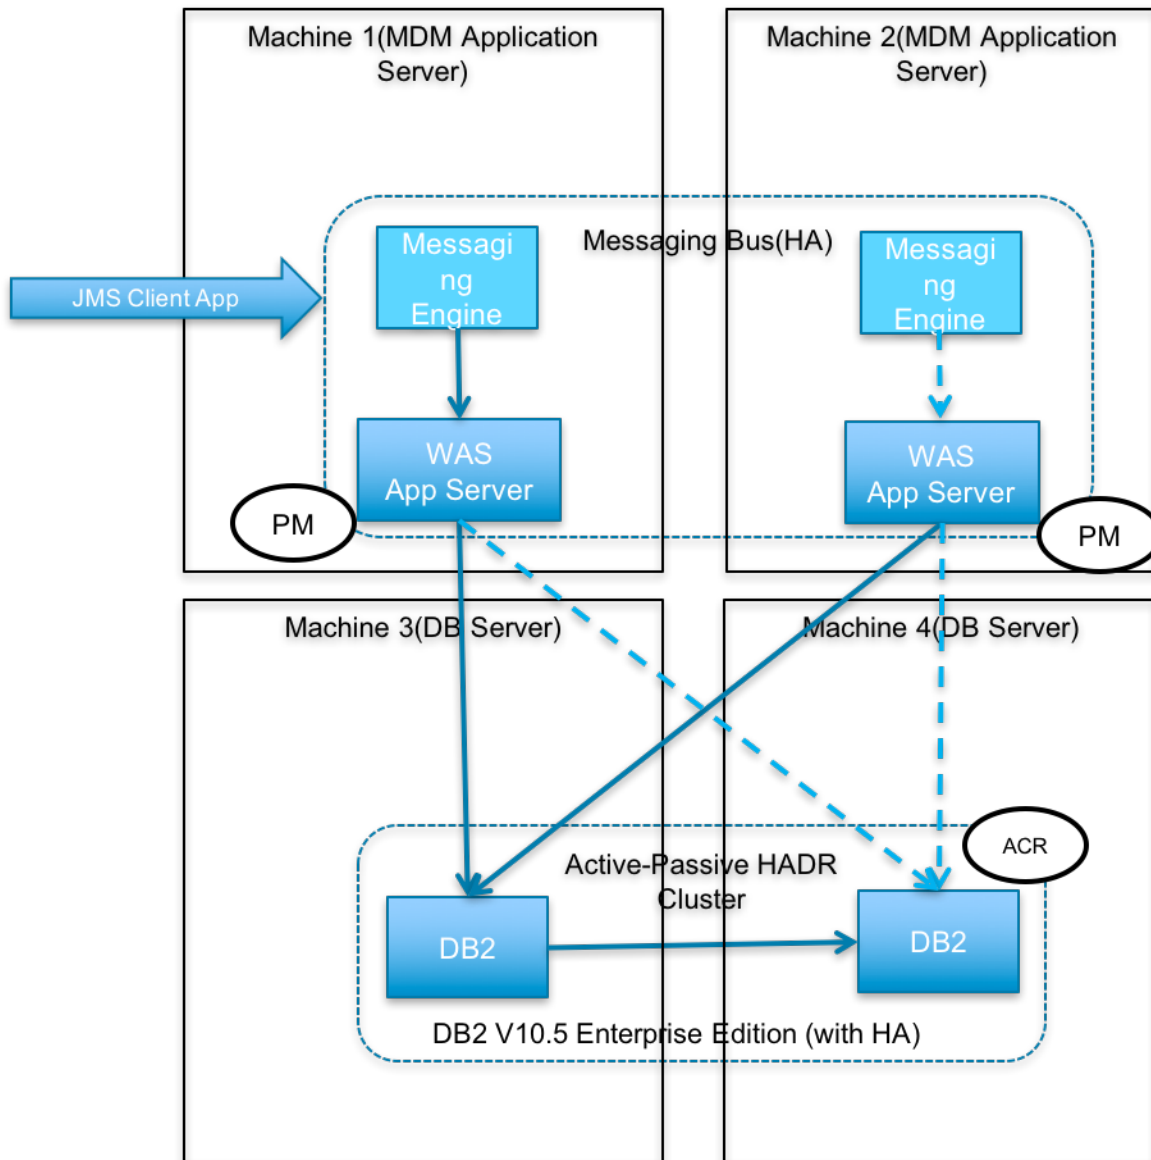 Machine 1(MDM Application
Server)
Machine 2(MDM Application
Server)
Messaging Bus(HA)
Messagi
ng
Engine
Messagi
ng
Engine
JMS Client App
WAS
App Server
WAS
App Server
PM
PM
Machine 3(DB Server)
Machine 4(DB Server)
ACR
Active-Passive HADR
Cluster
DB2
DB2
DB2 V10.5 Enterprise Edition (with HA)